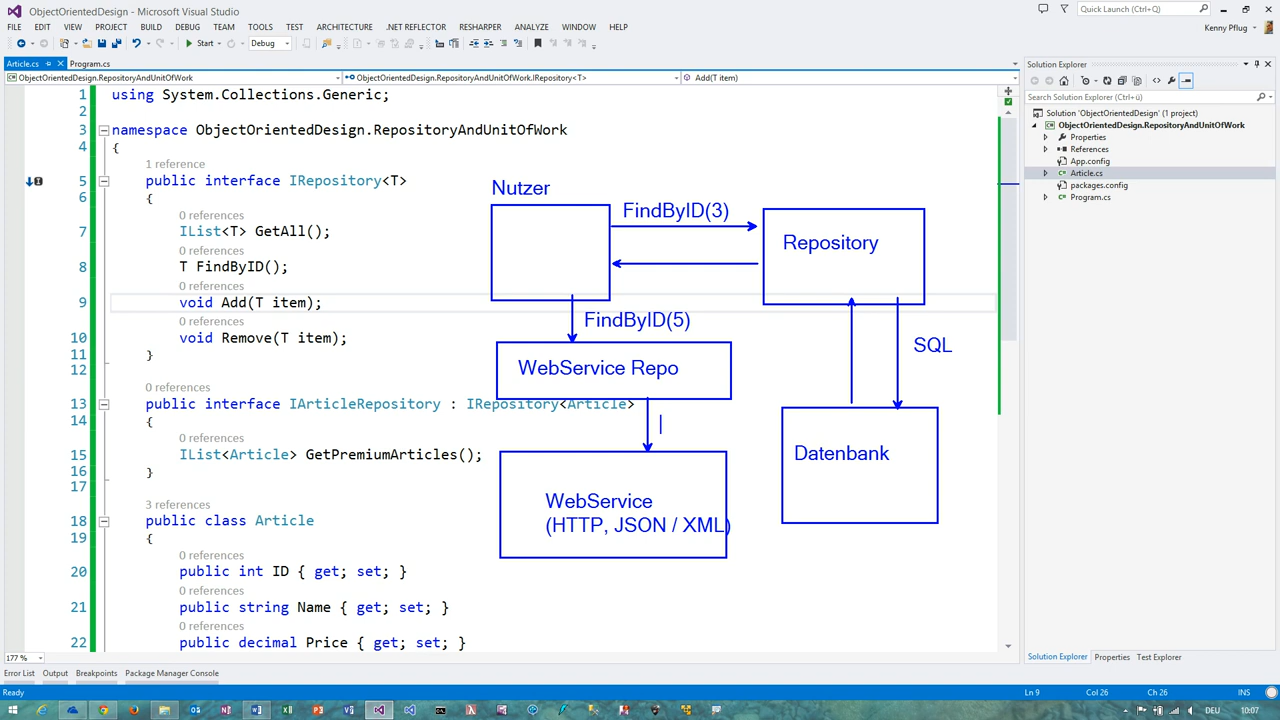 ObjectOrientedDesign - Microsoft Visual Studio
Quick Launch (Ctrl+Ü)
FILE EDIT VIEW PROJECT BUILD DEBUG TEAM TOOLS TEST ARCHITECTURE .NET REFLECTOR RESHARPER ANALYZE WINDOW HELP
Kenny Pflug
Start Debug
Article.cs Program.cs
ObjectOrientedDesign.RepositoryAndUnitOfWork ObjectOrientedDesign.RepositoryAndUnitOfWork.IRepository<T> Add(T item)
1 using System.Collections.Generic;
2
3 namespace ObjectOrientedDesign.RepositoryAndUnitOfWork
4 {
1 reference
5 public interface IRepository<T>
6 {
0 references
7 IList<T> GetAll();
0 references
8 T FindByID();
0 references
9 void Add(T item);
0 references
10 void Remove(T item);
11 }
12
0 references
13 public interface IArticleRepository : IRepository<Article>
14 {
0 references
15 IList<Article> GetPremiumArticles();
16 }
17
3 references
18 public class Article
19 {
0 references
20 public int ID { get; set; }
0 references
21 public string Name { get; set; }
0 references
22 public decimal Price { get; set; }
Nutzer
FindByID(3)
Repository
FindByID(5)
WebService Repo
SQL
Datenbank
WebService
(HTTP, JSON / XML)
Solution Explorer
Search Solution Explorer (Ctrl+ü)
Solution 'ObjectOrientedDesign' (1 project)
ObjectOrientedDesign.RepositoryAndUnitOfWork
Properties
References
App.config
Article.cs
packages.config
Program.cs
177 %
Solution Explorer Properties Test Explorer
Error List Output Breakpoints Package Manager Console
Ready Ln 9 Col 26 Ch 26 INS
DEU 10:07